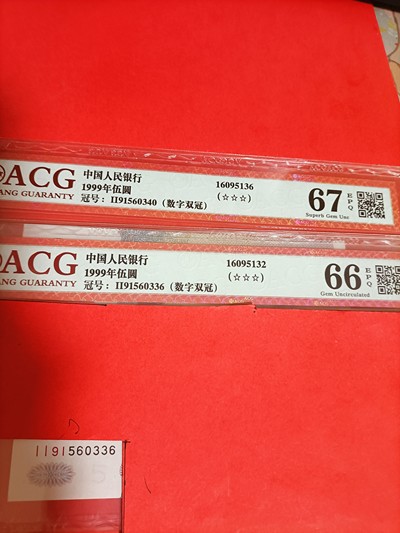 ACG
ANG GUARANTY
中国人民银行
1999年伍圆
16095136
冠号：II91560340（数字双冠）
(☆☆☆)
67
EPQ
Superb Gem Unc
ACG
ANG GUARANTY
中国人民银行
1999年伍圆
16095132
冠号：II91560336（数字双冠）
(☆☆☆)
66
EPQ
Gem Uncirculated
II91560336
5